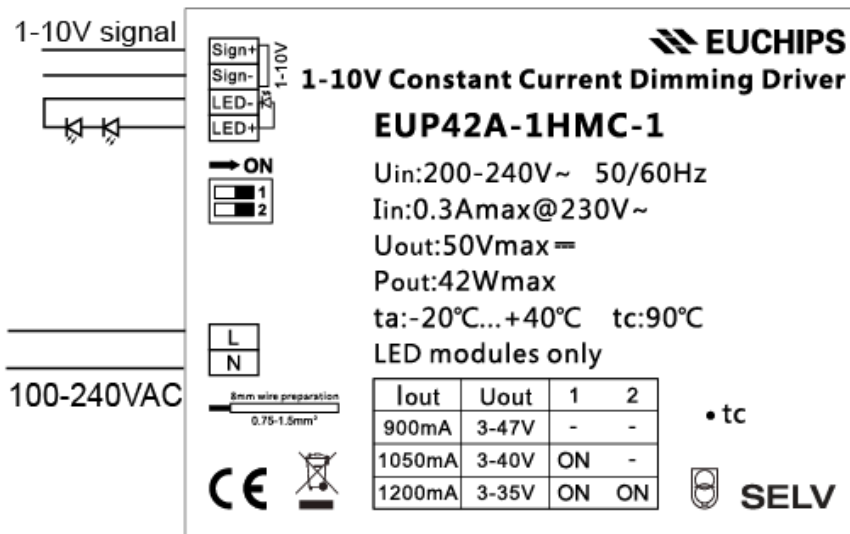 1-10V signal
EUCHIPS
Sign+
Sign-
LED-
LED+
1-10V
1-10V Constant Current Dimming Driver
EUP42A-1HMC-1
ON
1
2
Uin:200-240V~ 50/60Hz
Iin:0.3Amax@230V~
Uout:50Vmax⎓
Pout:42Wmax
ta:-20℃...+40℃ tc:90℃
LED modules only
L
N
100-240VAC
8mm wire preparation
0.75-1.5mm²
Iout Uout 1 2
900mA 3-47V - -
1050mA 3-40V ON -
1200mA 3-35V ON ON
• tc
CE
SELV